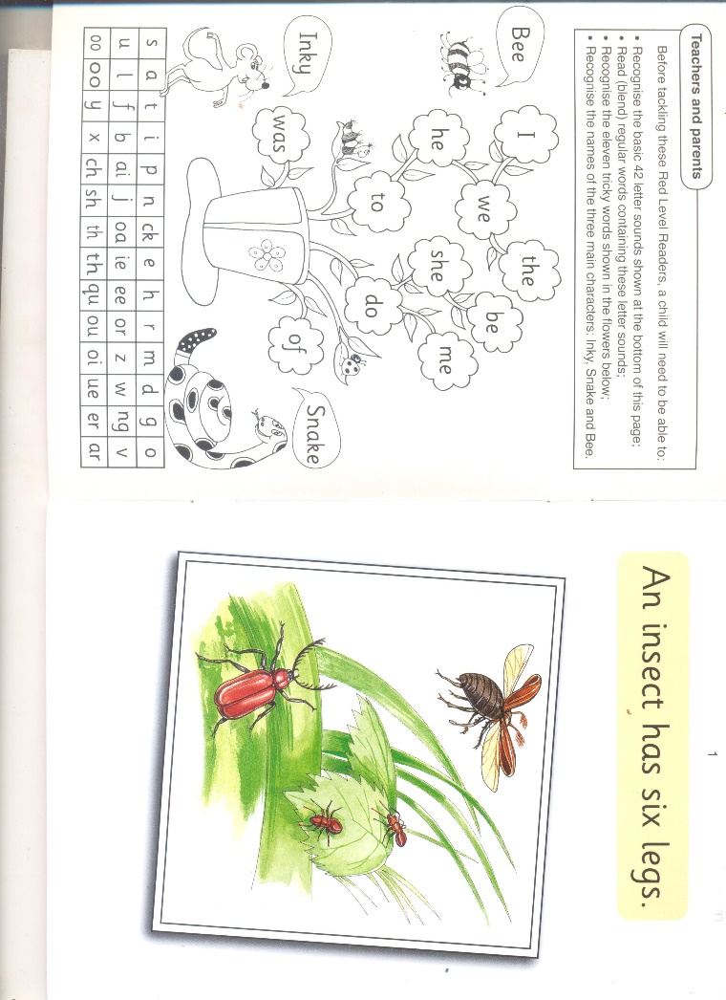 Teachers and parents
Before tackling these Red Level Readers, a child will need to be able to:
• Recognise the basic 42 letter sounds shown at the bottom of this page;
• Read (blend) regular words containing these letter sounds;
• Recognise the eleven tricky words shown in the flowers below;
• Recognise the names of the three main characters: Inky, Snake and Bee.
Bee
I
the
he
we
be
she
me
to
do
was
of
Inky
Snake
s a t i p n ck e h r m d g o
u l f b ai j oa ie ee or z w ng v
oo oo y x ch sh th th qu ou oi ue er ar
An insect has six legs.
1